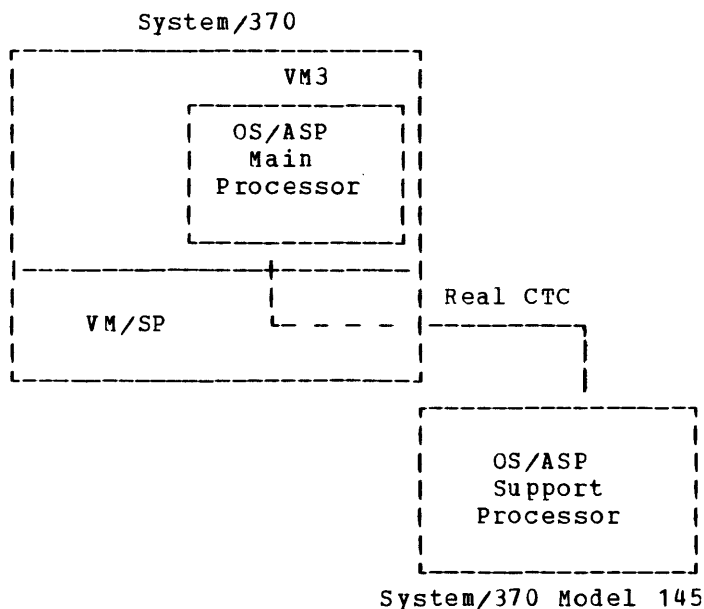 System/370
VM3
OS/ASP
Main
Processor
Real CTC
VM/SP
OS/ASP
Support
Processor
System/370 Model 145